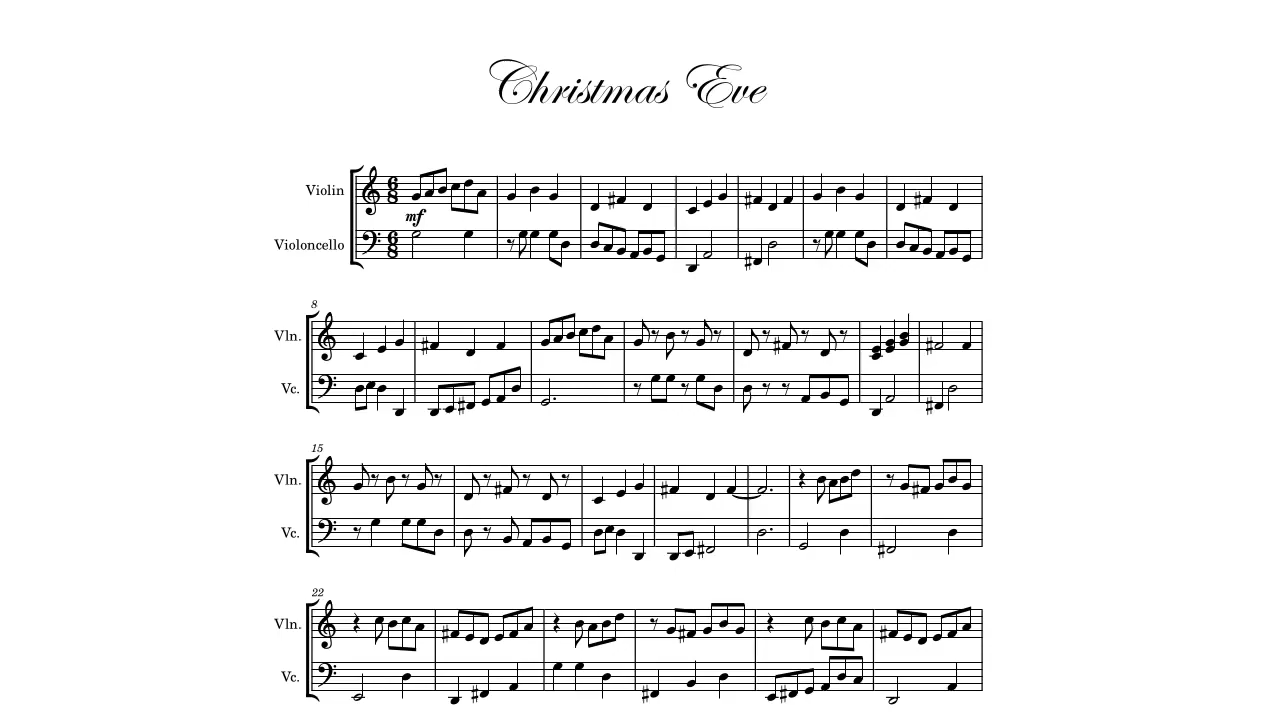 Christmas Eve
Violin
mf
Violoncello
8
Vln.
Vc.
15
Vln.
Vc.
22
Vln.
Vc.